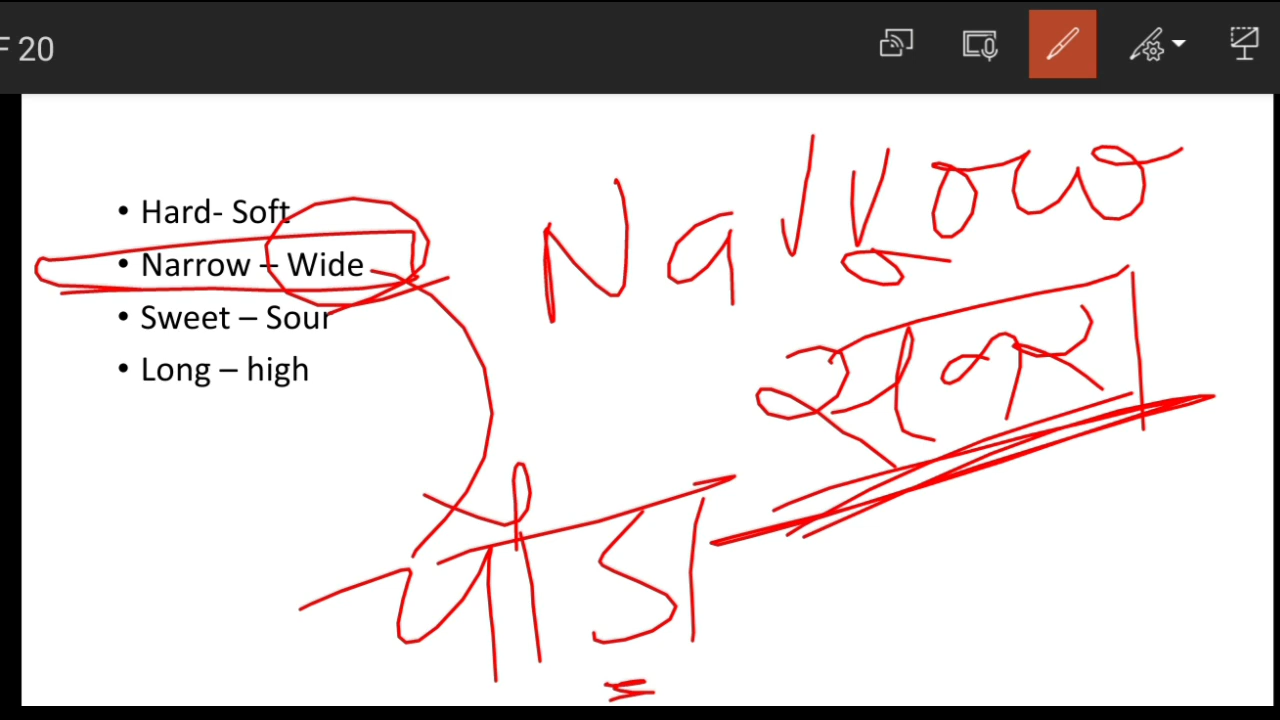 F 20
• Hard- Soft
• Narrow – Wide
• Sweet – Sour
• Long – high
Narrow
चौड़ा